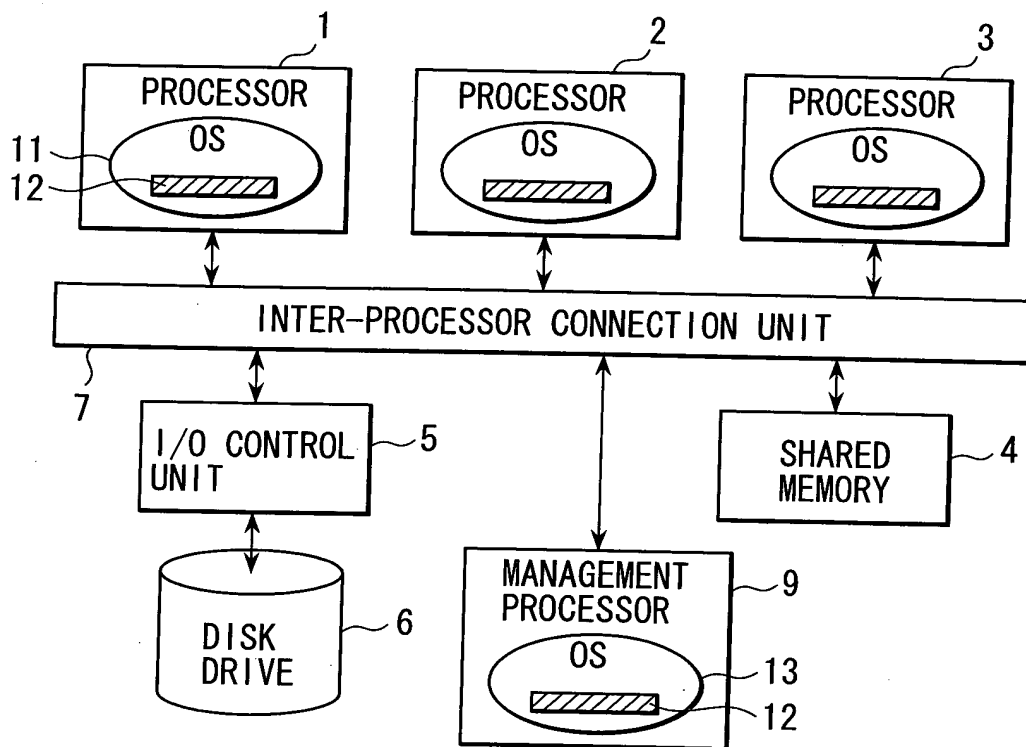 1
2
3
PROCESSOR
PROCESSOR
PROCESSOR
OS
OS
OS
11
12
INTER-PROCESSOR CONNECTION UNIT
7
I/O CONTROL
UNIT
5
SHARED
MEMORY
4
DISK
DRIVE
6
MANAGEMENT
PROCESSOR
9
OS
13
12